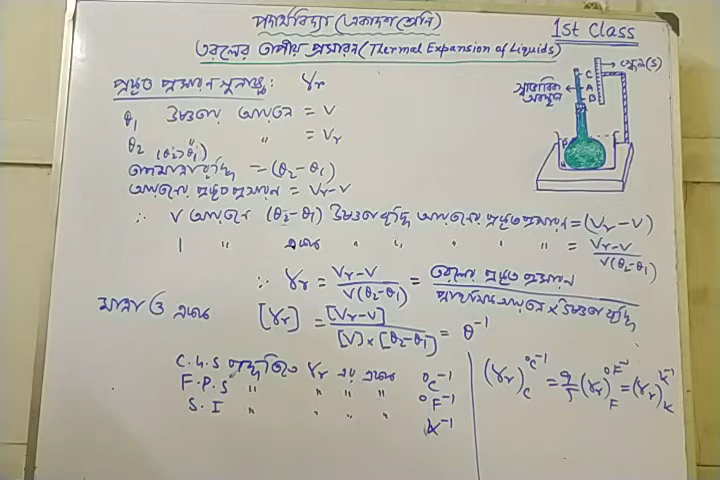 পদার্থবিদ্যা (একাদশ শ্রেণি)
1st Class
তরলের তাপীয় প্রসারণ (Thermal Expansion of Liquids)
প্রকৃত প্রসারণ গুণাঙ্ক: γr
θ1 উষ্ণতায় আয়তন = V
θ2 " " = Vr
(θ2>θ1)
তাপমাত্রা বৃদ্ধি = (θ2-θ1)
আয়তনের প্রকৃত প্রসারণ = Vr-V
∴ V আয়তনে (θ2-θ1) উষ্ণতা বৃদ্ধি আয়তনের প্রকৃত প্রসারণ = (Vr-V)
1 " " " " " " " = Vr-V / V(θ2-θ1)
∴ γr = Vr-V / V(θ2-θ1) = তরলের প্রকৃত প্রসারণ / প্রাথমিক আয়তন × উষ্ণতা বৃদ্ধি
মাত্রা ও একক [γr] = [Vr-V] / [V]×[θ2-θ1] = θ⁻¹
C.G.S পদ্ধতিতে γr এর একক °C⁻¹
F.P.S " " " " °F⁻¹
S.I " " " " K⁻¹
(γr)C °C⁻¹ = 9/5 (γr)F °F⁻¹ = (γr)K K⁻¹
স্কেল(S)
স্বাভাবিক
C
A
B